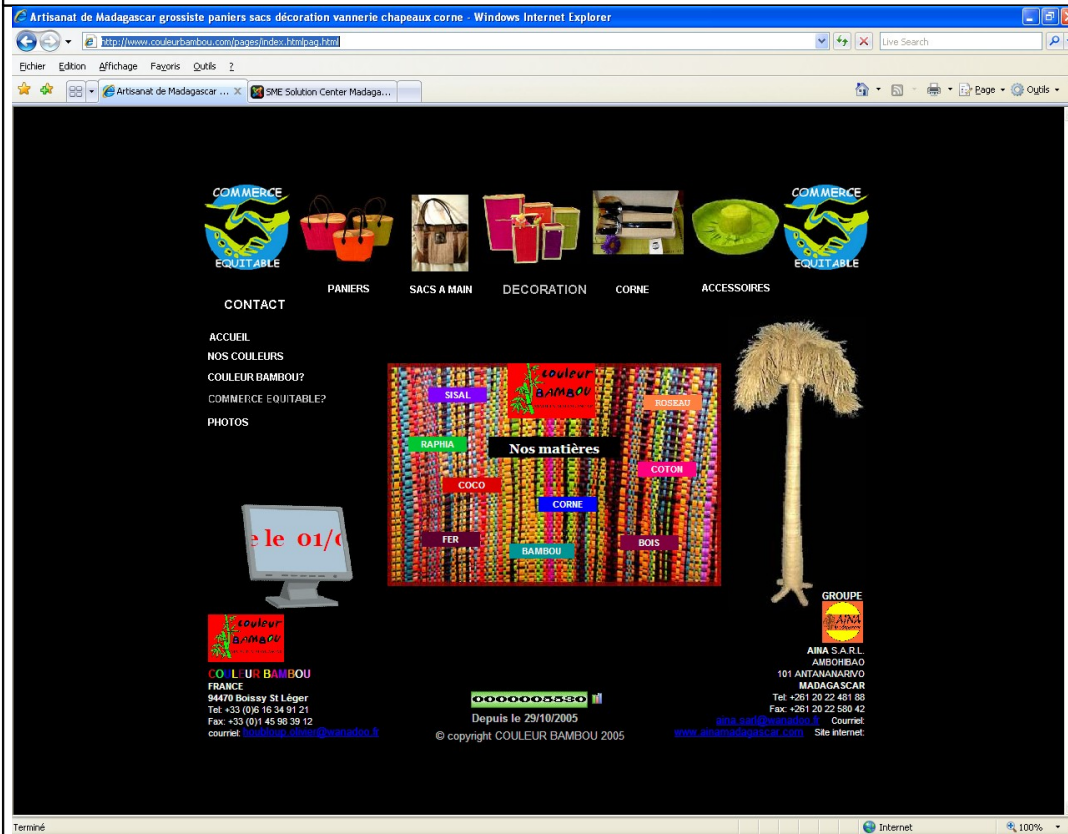 Artisanat de Madagascar grossiste paniers sacs décoration vannerie chapeaux corne - Windows Internet Explorer
http://www.couleurbambou.com/pages/index.htmlpag.html
Live Search
Eichier Edition Affichage Favoris Outils ?
Artisanat de Madagascar ...
SME Solution Center Madaga...
Page
Outils
COMMERCE
EQUITABLE
COMMERCE
EQUITABLE
PANIERS
SACS A MAIN
DECORATION
CORNE
ACCESSOIRES
CONTACT
ACCUEIL
NOS COULEURS
COULEUR BAMBOU?
COMMERCE EQUITABLE?
PHOTOS
couleur
BAMBOU
SISAL
ROSEAU
RAPHIA
Nos matières
COTON
COCO
CORNE
FER
BAMBOU
BOIS
e le 01/
couleur
BAMBOU
COULEUR BAMBOU
FRANCE
94470 Boissy St Léger
Tel: +33 (0)6 16 34 91 21
Fax: +33 (0)1 45 98 39 12
courriel: houbloup.olivier@wanadoo.fr
0000005530
Depuis le 29/10/2005
© copyright COULEUR BAMBOU 2005
GROUPE
AINA
AINA S.A.R.L.
AMBOHIBAO
101 ANTANANARIVO
MADAGASCAR
Tel: +261 20 22 481 88
Fax: +261 20 22 580 42
aina.sarl@wanadoo.fr Courriel:
www.ainamadagascar.com Site internet:
Terminé
Internet
100%